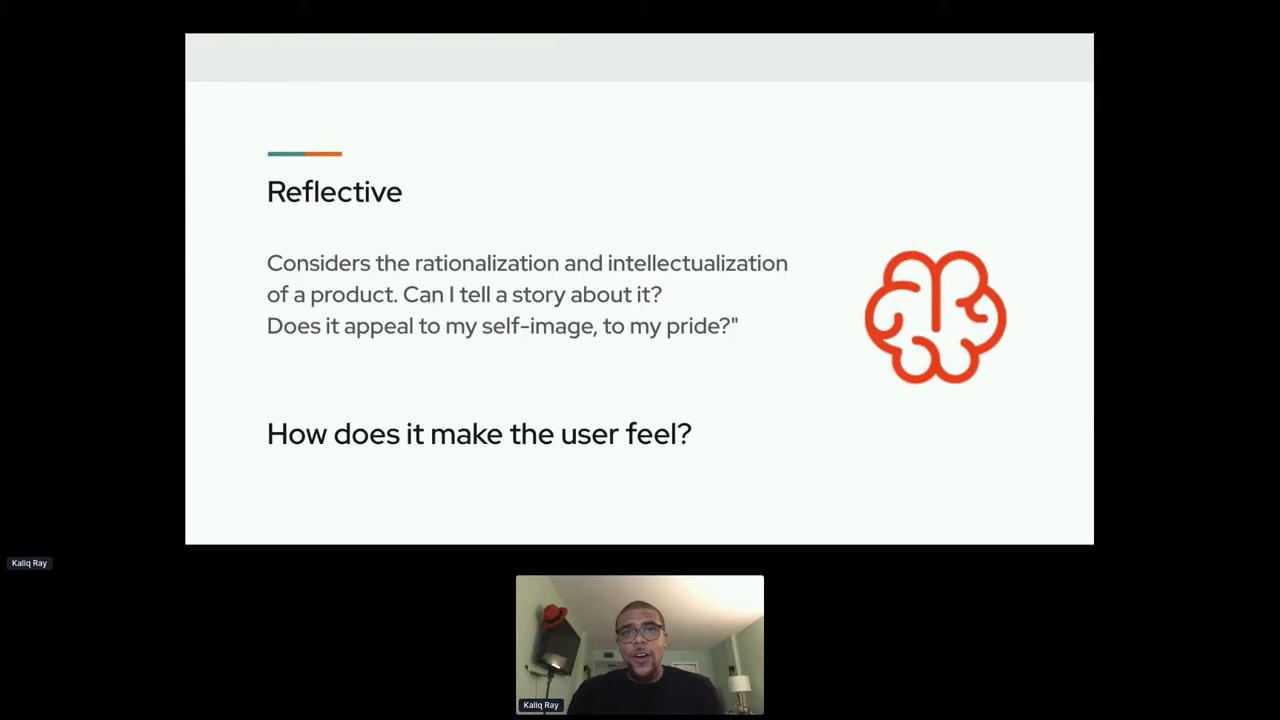 Reflective
Considers the rationalization and intellectualization
of a product. Can I tell a story about it?
Does it appeal to my self-image, to my pride?"
How does it make the user feel?
Kaliq Ray
Kaliq Ray